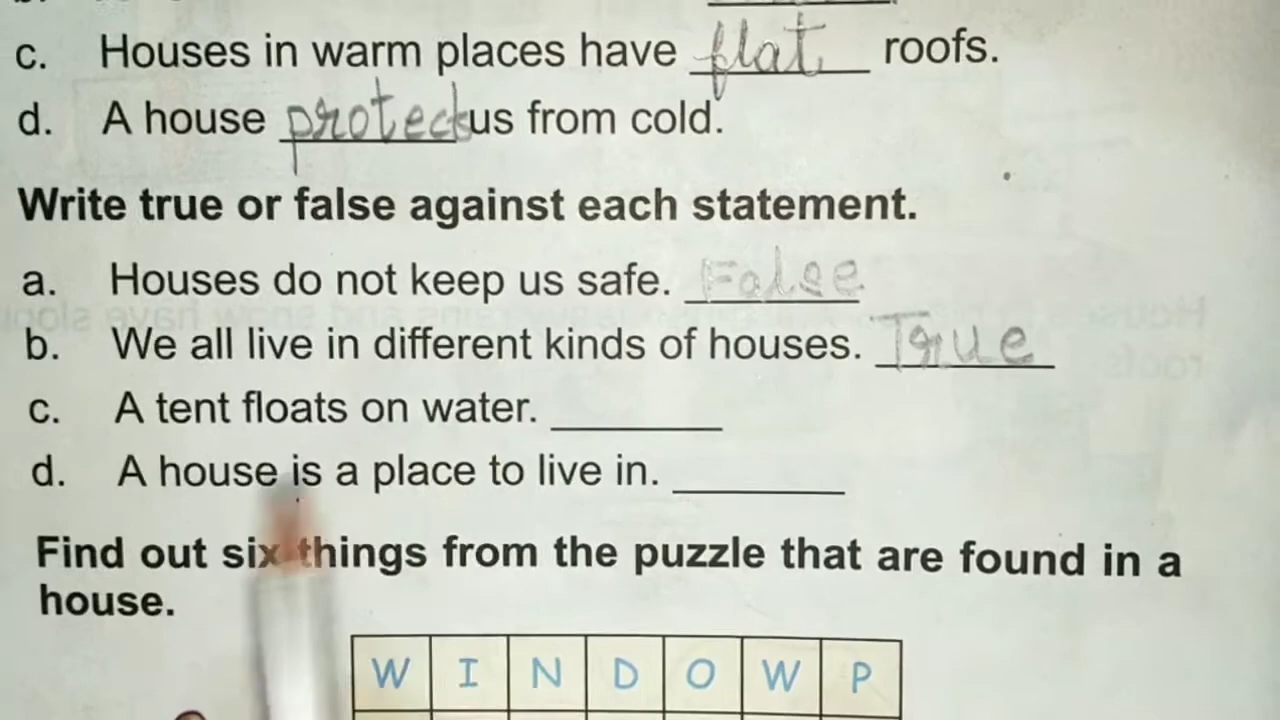 c. Houses in warm places have flat roofs.
d. A house protects us from cold.
Write true or false against each statement.
a. Houses do not keep us safe. False
b. We all live in different kinds of houses. True
c. A tent floats on water.
d. A house is a place to live in.
Find out six things from the puzzle that are found in a
house.
W I N D O W P